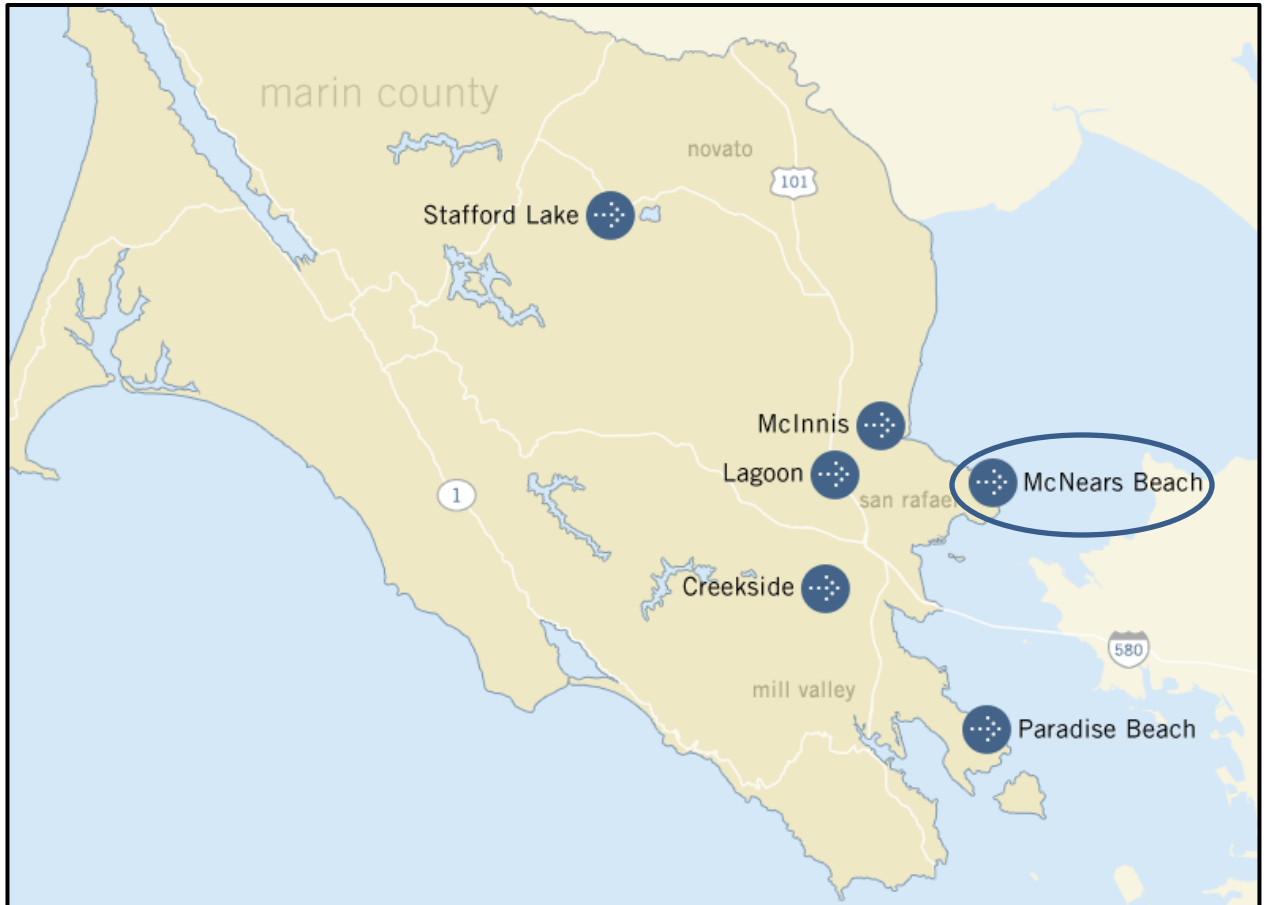 marin county
novato
101
Stafford Lake
McInnis
Lagoon
McNears Beach
1
san rafael
Creekside
580
mill valley
Paradise Beach